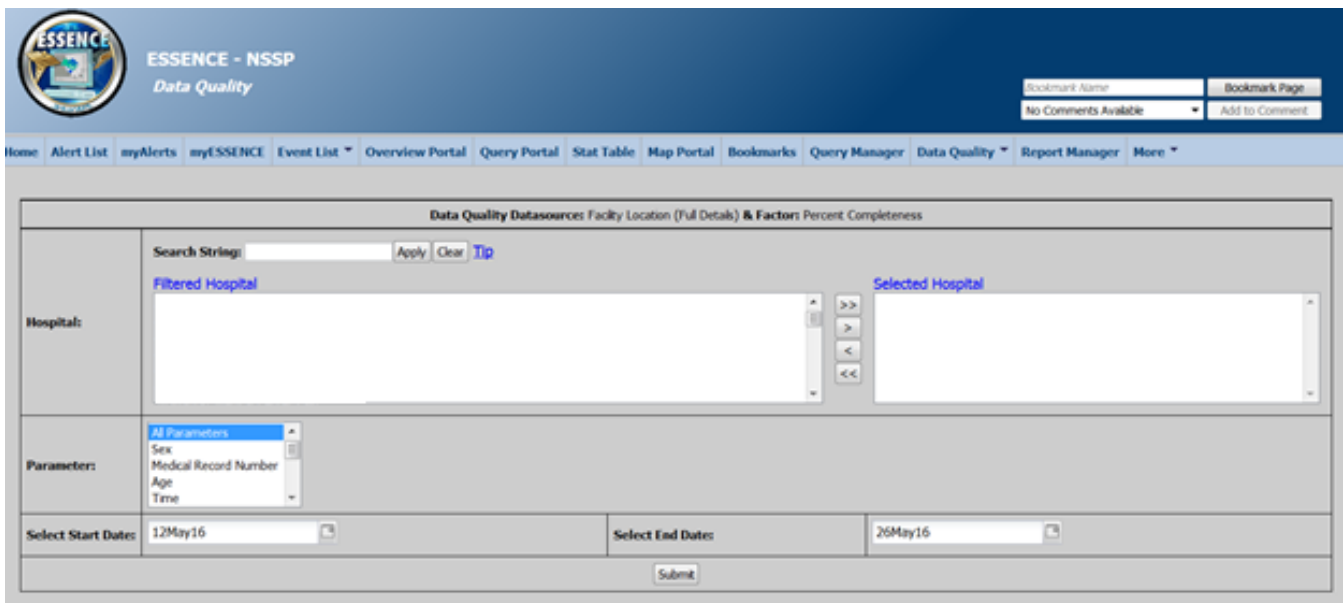 ESSENCE
ESSENCE - NSSP
Data Quality
Bookmark Name Bookmark Page
No Comments Available Add to Comment
Home Alert List myAlerts myESSENCE Event List Overview Portal Query Portal Stat Table Map Portal Bookmarks Query Manager Data Quality Report Manager More
Data Quality Datasource: Facility Location (Full Details) & Factor: Percent Completeness
Search String: Apply Clear Tip
Filtered Hospital Selected Hospital
Hospital:
>>
>
<
<<
Parameter:
All Parameters
Sex
Medical Record Number
Age
Time
Select Start Date: 12May16 Select End Date: 26May16
Submit